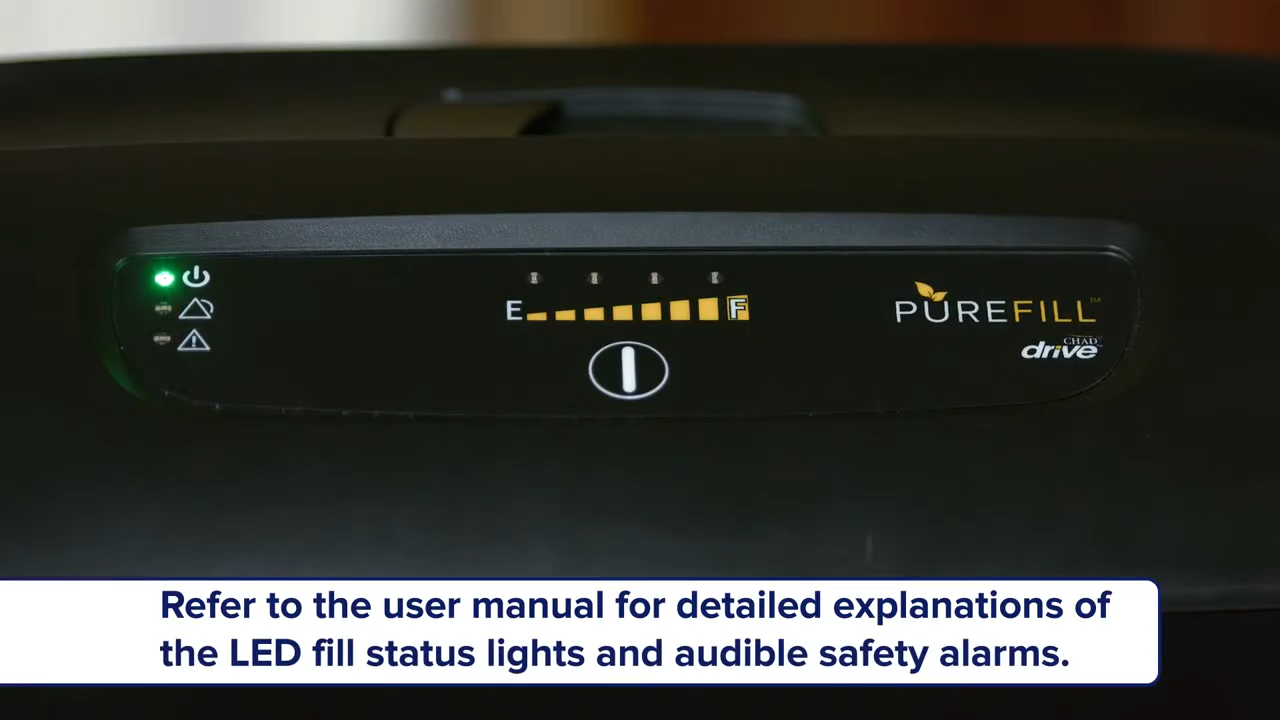 E F
PUREFILL™
CHAD
drive
Refer to the user manual for detailed explanations of
the LED fill status lights and audible safety alarms.